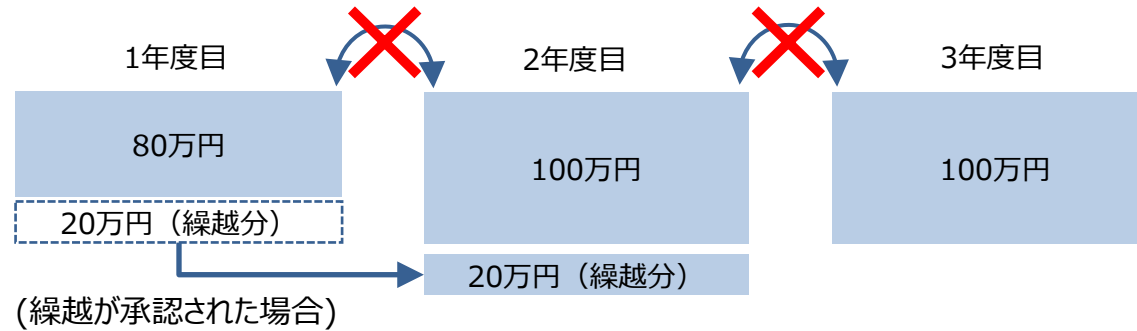 1年度目
2年度目
3年度目
80万円
100万円
100万円
20万円（繰越分）
20万円（繰越分）
(繰越が承認された場合)